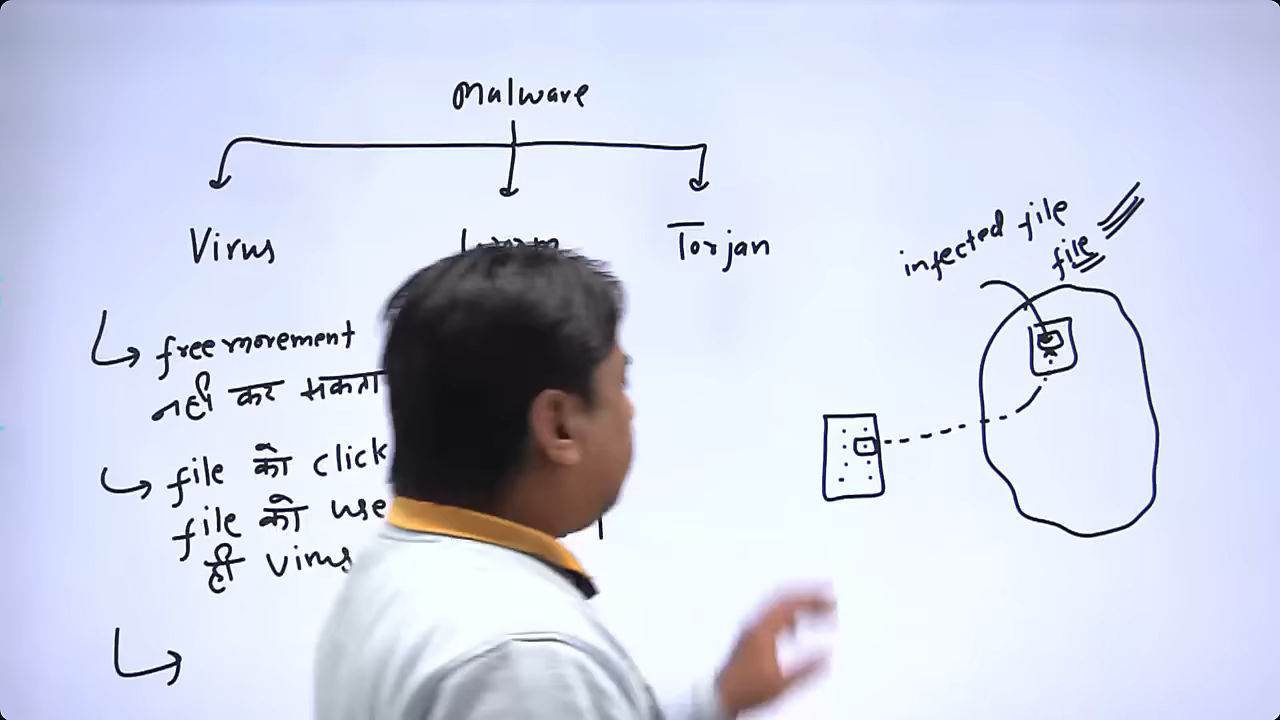 Malware
Virus
Torjan
infected file
file
free movement
नही कर सकता
file को click
file को use
ही virus